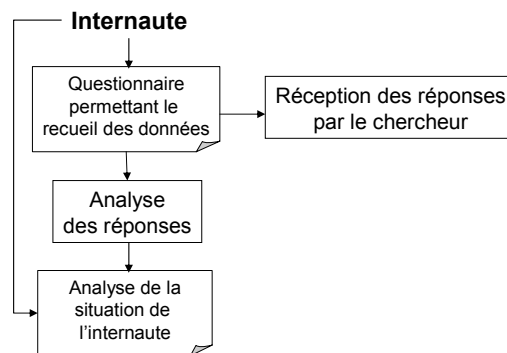 Internaute
Questionnaire
permettant le
recueil des données
Réception des réponses
par le chercheur
Analyse
des réponses
Analyse de la
situation de
l'internaute